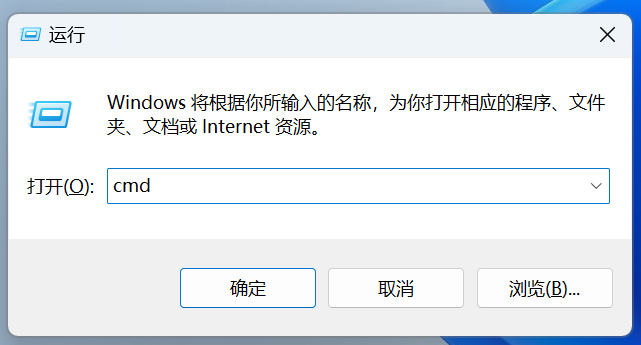 运行
Windows 将根据你所输入的名称，为你打开相应的程序、文件
夹、文档或 Internet 资源。
打开(O): cmd
确定 取消 浏览(B)...